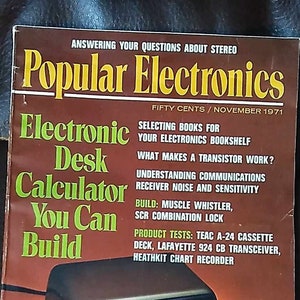 ANSWERING YOUR QUESTIONS ABOUT STEREO
Popular Electronics
FIFTY CENTS / NOVEMBER 1971
Electronic
Desk
Calculator
You Can
Build
SELECTING BOOKS FOR
YOUR ELECTRONICS BOOKSHELF
WHAT MAKES A TRANSISTOR WORK?
UNDERSTANDING COMMUNICATIONS
RECEIVER NOISE AND SENSITIVITY
BUILD: MUSCLE WHISTLER,
SCR COMBINATION LOCK
PRODUCT TESTS: TEAC A-24 CASSETTE
DECK, LAFAYETTE 924 CB TRANSCEIVER,
HEATHKIT CHART RECORDER